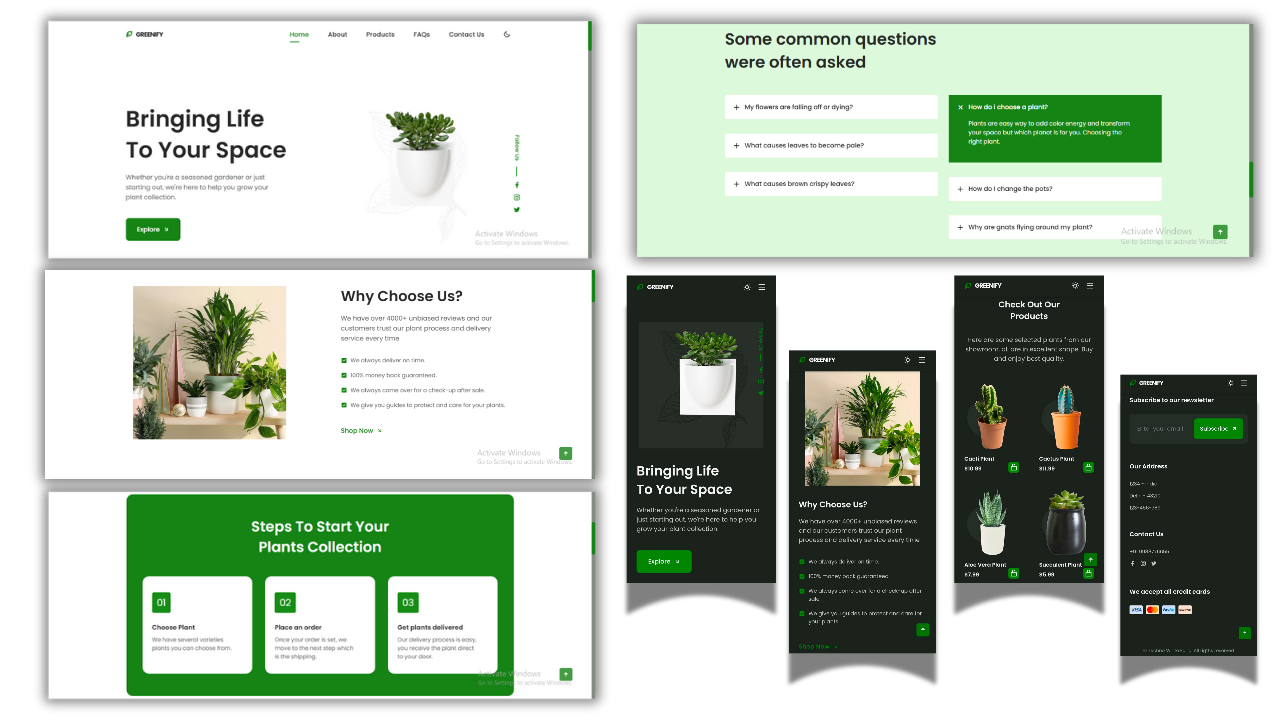 GREENIFY
Home About Products FAQs Contact Us
Bringing Life
To Your Space
Whether you're a seasoned gardener or just
starting out, we're here to help you grow your
plant collection.
Explore
Follow Us
Activate Windows
Go to Settings to activate Windows.
Why Choose Us?
We have over 4000+ unbiased reviews and our
customers trust our plant process and delivery
service every time
We always deliver on time.
100% money back guaranteed.
We always come over for a check-up after sale.
We give you guides to protect and care for your plants.
Shop Now
Activate Windows
Go to Settings to activate Windows.
Steps To Start Your
Plants Collection
01
Choose Plant
We have several varieties
plants you can choose from.
02
Place an order
Once your order is set, we
move to the next step which
is the shipping.
03
Get plants delivered
Our delivery process is easy,
you receive the plant direct
to your door.
Activate Windows
Go to Settings to activate Windows.
Some common questions
were often asked
My flowers are falling off or dying?
What causes leaves to become pale?
What causes brown crispy leaves?
How do i choose a plant?
Plants are easy way to add color energy and transform
your space but which planet is for you. Choosing the
right plant.
How do I change the pots?
Why are gnats flying around my plant?
Activate Windows
Go to Settings to activate Windows.
GREENIFY
Bringing Life
To Your Space
Whether you're a seasoned gardener or
just starting out, we're here to help you
grow your plant collection.
Explore
GREENIFY
Why Choose Us?
We have over 4000+ unbiased reviews
and our customers trust our plant
process and delivery service every time
We always deliver on time.
100% money back guaranteed.
We always come over for a check-up after
sale.
We give you guides to protect and care for
your plants.
Shop Now
GREENIFY
Check Out Our
Products
Here are some selected plants from our
showroom, all are in excellent shape. Buy
and enjoy best quality.
Cacti Plant
$10.99
Cactus Plant
$11.99
Aloe Vera Plant
$7.99
Succulent Plant
$5.99
GREENIFY
Subscribe to our newsletter
Enter your email
Subscribe
Our Address
1234
Delhi
Contact Us
We accept all credit cards
VISA
PayPal
All rights reserved